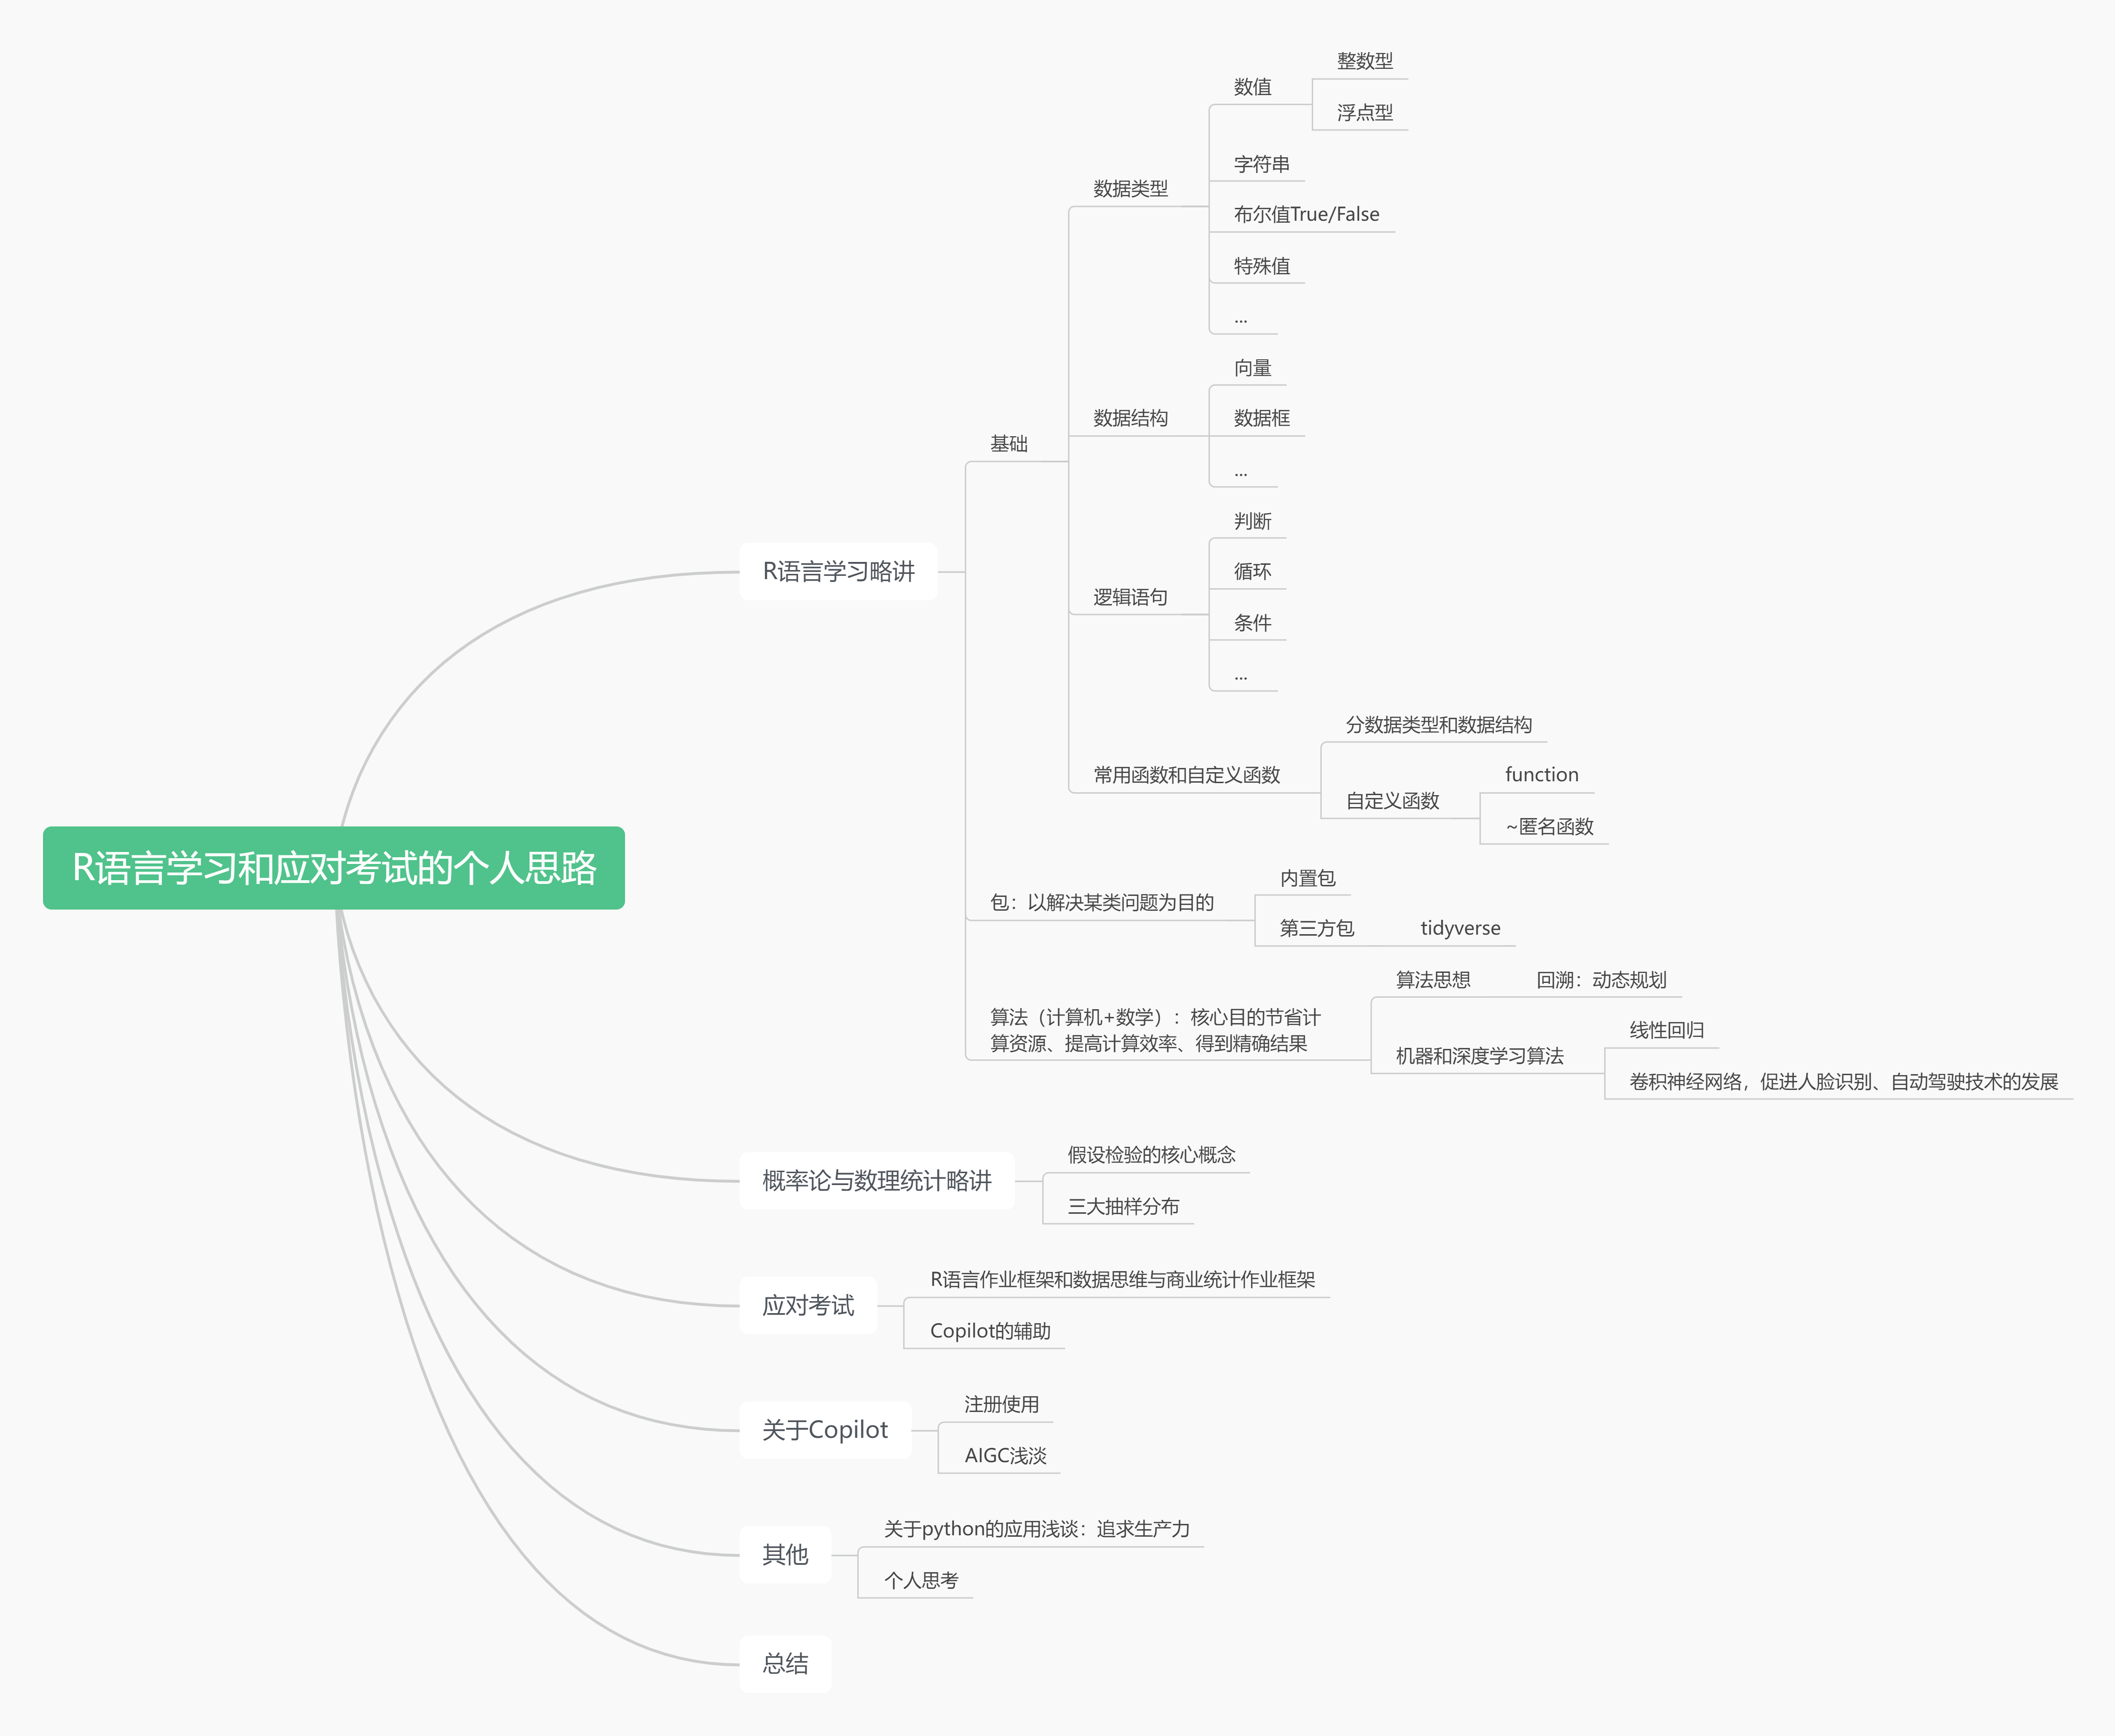 R语言学习和应对考试的个人思路
R语言学习略讲
基础
数据类型
数值
整数型
浮点型
字符串
布尔值True/False
特殊值
...
数据结构
向量
数据框
...
逻辑语句
判断
循环
条件
...
常用函数和自定义函数
分数据类型和数据结构
自定义函数
function
~匿名函数
包：以解决某类问题为目的
内置包
第三方包
tidyverse
算法（计算机+数学）：核心目的节省计
算资源、提高计算效率、得到精确结果
算法思想
回溯：动态规划
机器和深度学习算法
线性回归
卷积神经网络，促进人脸识别、自动驾驶技术的发展
概率论与数理统计略讲
假设检验的核心概念
三大抽样分布
应对考试
R语言作业框架和数据思维与商业统计作业框架
Copilot的辅助
关于Copilot
注册使用
AIGC浅淡
其他
关于python的应用浅谈：追求生产力
个人思考
总结